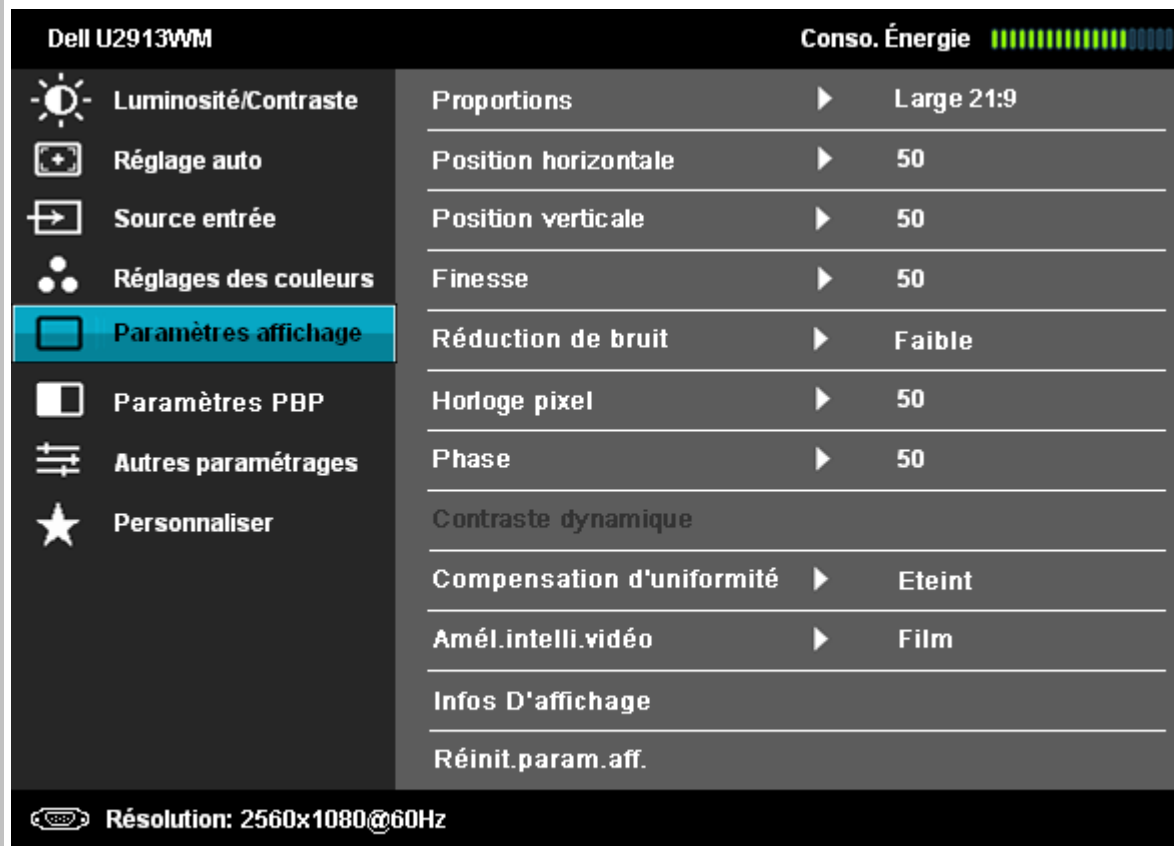 Dell U2913WM Conso. Énergie
Luminosité/Contraste
Réglage auto
Source entrée
Réglages des couleurs
Paramètres affichage
Paramètres PBP
Autres paramétrages
Personnaliser
Proportions Large 21:9
Position horizontale 50
Position verticale 50
Finesse 50
Réduction de bruit Faible
Horloge pixel 50
Phase 50
Contraste dynamique
Compensation d'uniformité Eteint
Amél.intelli.vidéo Film
Infos D'affichage
Réinit.param.aff.
Résolution: 2560x1080@60Hz